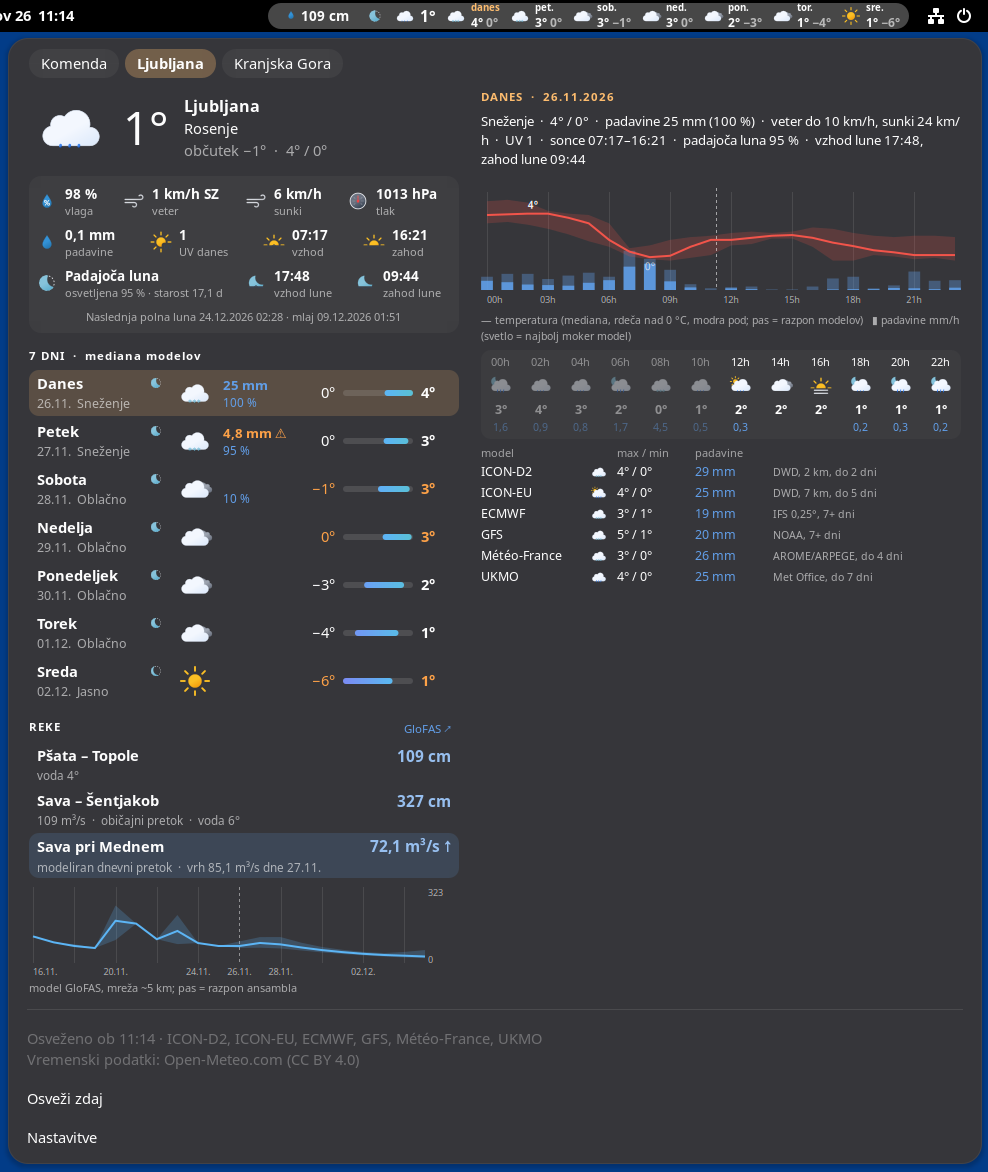 ov 26 11:14
109 cm 1° danes 4° 0° pet. 3° 0° sob. 3° −1° ned. 3° 0° pon. 2° −3° tor. 1° −4° sre. 1° −6°
Komenda Ljubljana Kranjska Gora
1°
Ljubljana
Rosenje
občutek −1° · 4° / 0°
98 % 1 km/h SZ 6 km/h 1013 hPa
vlaga veter sunki tlak
0,1 mm 1 07:17 16:21
padavine UV danes vzhod zahod
Padajoča luna 17:48 09:44
osvetljena 95 % · starost 17,1 d vzhod lune zahod lune
Naslednja polna luna 24.12.2026 02:28 · mlaj 09.12.2026 01:51
7 DNI · mediana modelov
Danes 25 mm 0° 4°
26.11. Sneženje 100 %
Petek 4,8 mm ⚠ 0° 3°
27.11. Sneženje 95 %
Sobota −1° 3°
28.11. Oblačno 10 %
Nedelja 0° 3°
29.11. Oblačno
Ponedeljek −3° 2°
30.11. Oblačno
Torek −4° 1°
01.12. Oblačno
Sreda −6° 1°
02.12. Jasno
REKE GloFAS ↗
Pšata – Topole 109 cm
voda 4°
Sava – Šentjakob 327 cm
109 m³/s · običajni pretok · voda 6°
Sava pri Mednem 72,1 m³/s ↑
modeliran dnevni pretok · vrh 85,1 m³/s dne 27.11.
323
0
16.11. 20.11. 24.11. 26.11. 28.11. 02.12.
model GloFAS, mreža ~5 km; pas = razpon ansambla
DANES · 26.11.2026
Sneženje · 4° / 0° · padavine 25 mm (100 %) · veter do 10 km/h, sunki 24 km/
h · UV 1 · sonce 07:17–16:21 · padajoča luna 95 % · vzhod lune 17:48,
zahod lune 09:44
4°
0°
00h 03h 06h 09h 12h 15h 18h 21h
— temperatura (mediana, rdeča nad 0 °C, modra pod; pas = razpon modelov) ▮ padavine mm/h
(svetlo = najbolj moker model)
00h 02h 04h 06h 08h 10h 12h 14h 16h 18h 20h 22h
3° 4° 3° 2° 0° 1° 2° 2° 2° 1° 1° 1°
1,6 0,9 0,8 1,7 4,5 0,5 0,3 0,2 0,3 0,2
model max / min padavine
ICON-D2 4° / 0° 29 mm DWD, 2 km, do 2 dni
ICON-EU 4° / 0° 25 mm DWD, 7 km, do 5 dni
ECMWF 3° / 1° 19 mm IFS 0,25°, 7+ dni
GFS 5° / 1° 20 mm NOAA, 7+ dni
Météo-France 3° / 0° 26 mm AROME/ARPEGE, do 4 dni
UKMO 4° / 0° 25 mm Met Office, do 7 dni
Osveženo ob 11:14 · ICON-D2, ICON-EU, ECMWF, GFS, Météo-France, UKMO
Vremenski podatki: Open-Meteo.com (CC BY 4.0)
Osveži zdaj
Nastavitve